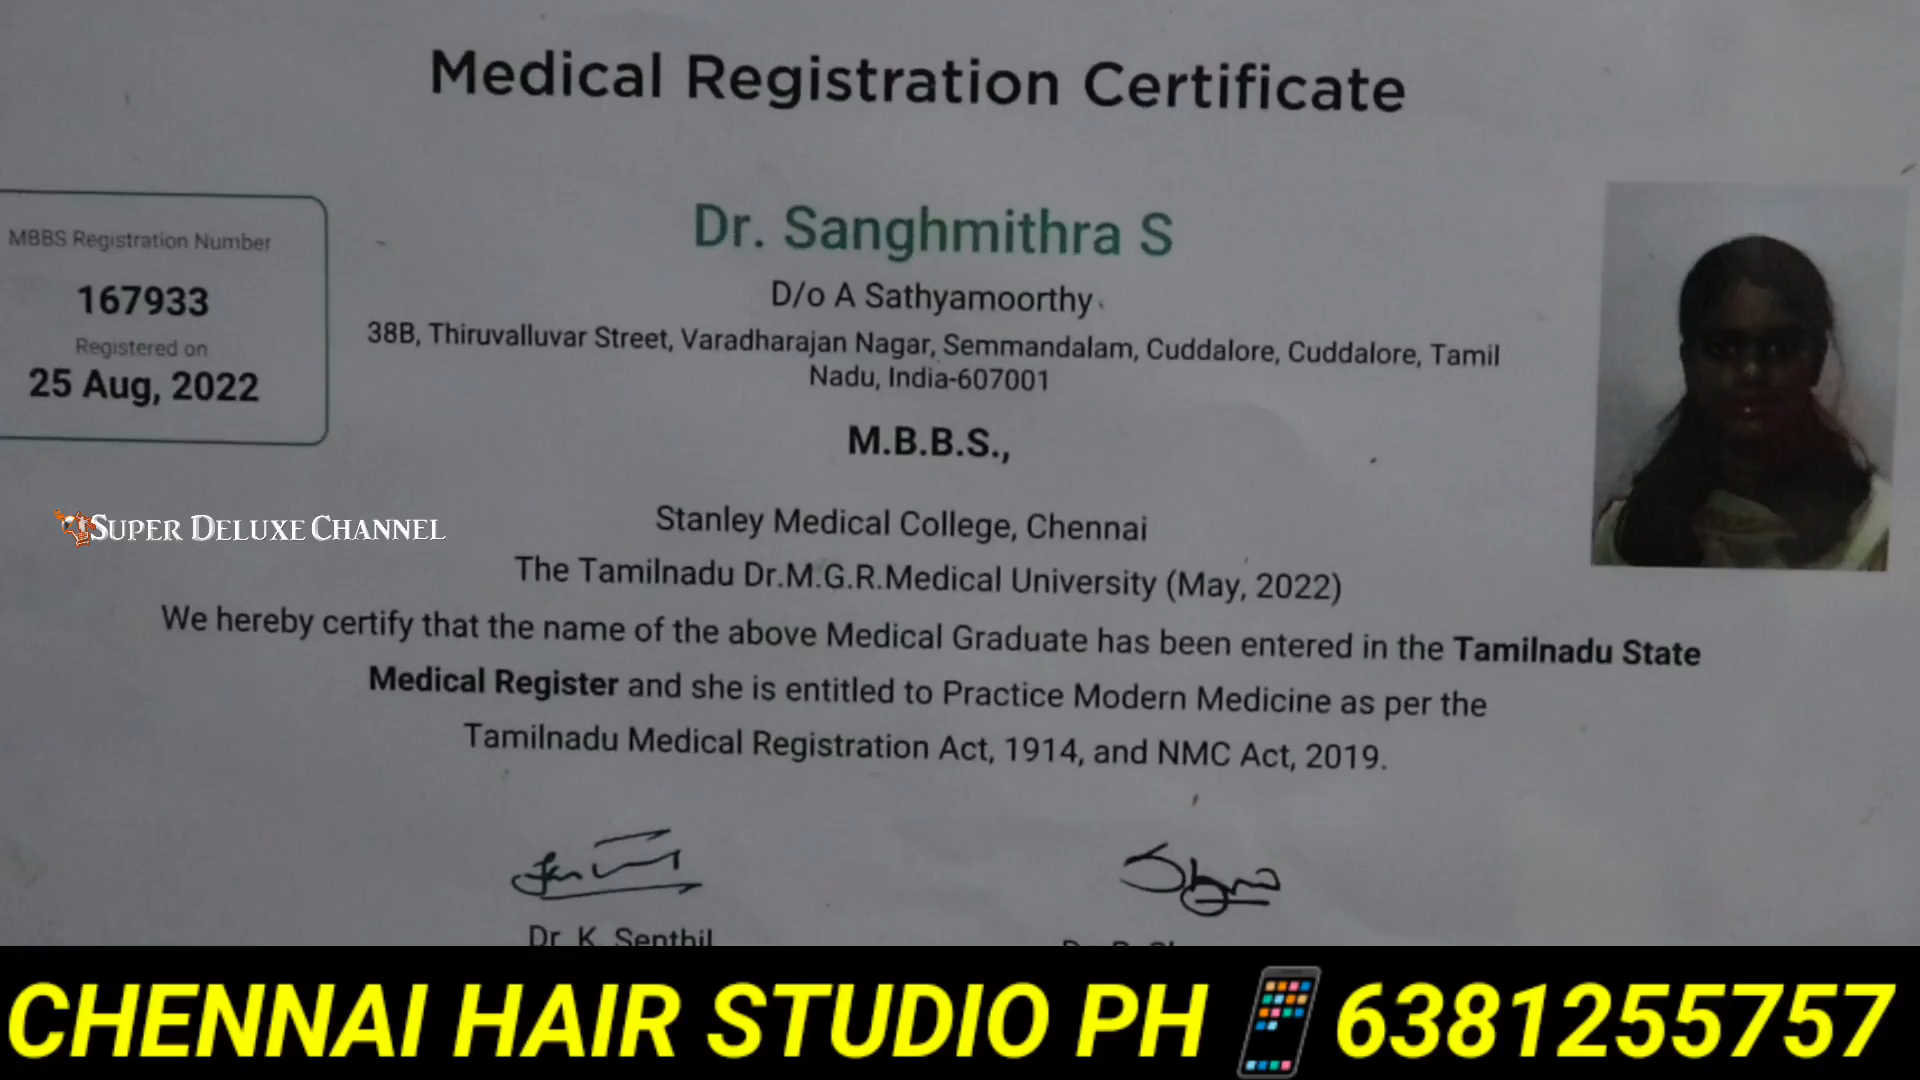 Medical Registration Certificate
MBBS Registration Number
167933
Registered on
25 Aug, 2022
Dr. Sanghmithra S
D/o A Sathyamoorthy
38B, Thiruvalluvar Street, Varadharajan Nagar, Semmandalam, Cuddalore, Cuddalore, Tamil
Nadu, India-607001
M.B.B.S.,
SUPER DELUXE CHANNEL
Stanley Medical College, Chennai
The Tamilnadu Dr.M.G.R.Medical University (May, 2022)
We hereby certify that the name of the above Medical Graduate has been entered in the Tamilnadu State
Medical Register and she is entitled to Practice Modern Medicine as per the
Tamilnadu Medical Registration Act, 1914, and NMC Act, 2019.
Dr. K. Senthil
CHENNAI HAIR STUDIO PH 6381255757